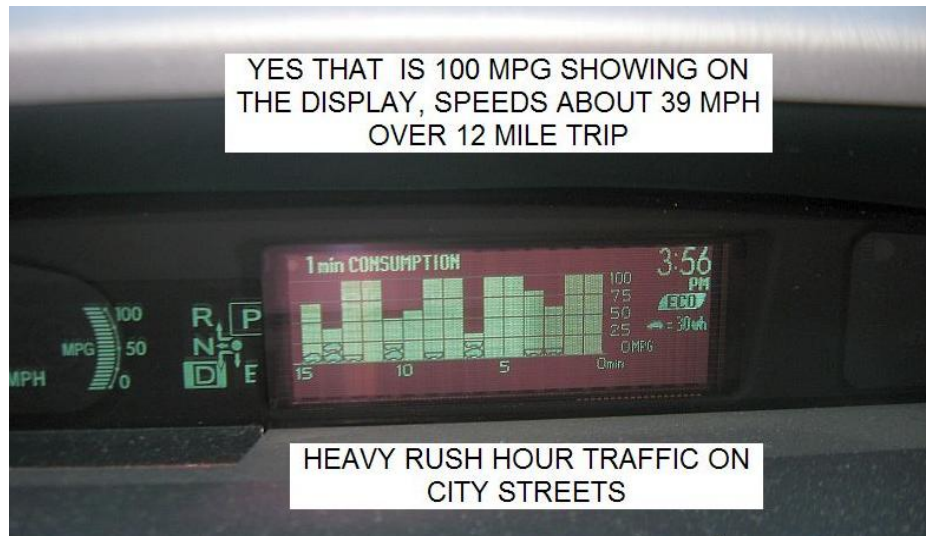 YES THAT IS 100 MPG SHOWING ON
THE DISPLAY, SPEEDS ABOUT 39 MPH
OVER 12 MILE TRIP
1 min CONSUMPTION
3:56
PM
100
75
50
25
0 MPG
ECO
= 30wh
15
10
5
0min
100
MPG 50
0
MPH
R
P
N
D
E
HEAVY RUSH HOUR TRAFFIC ON
CITY STREETS